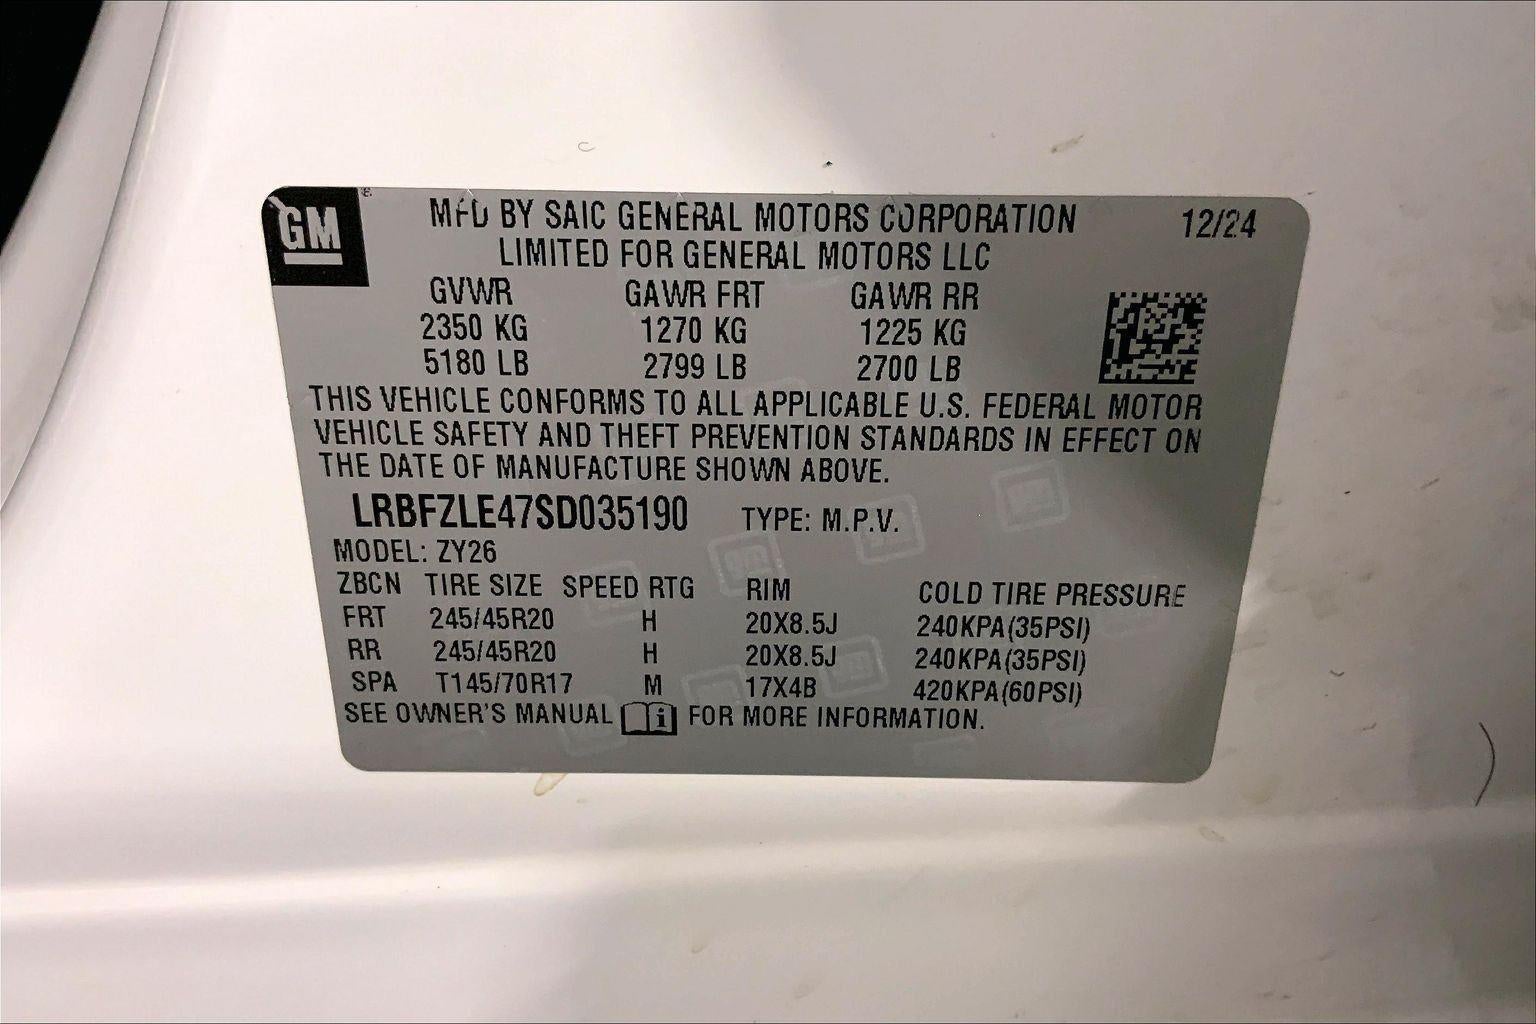 GM
MFD BY SAIC GENERAL MOTORS CORPORATION 12/24
LIMITED FOR GENERAL MOTORS LLC
GVWR GAWR FRT GAWR RR
2350 KG 1270 KG 1225 KG
5180 LB 2799 LB 2700 LB
THIS VEHICLE CONFORMS TO ALL APPLICABLE U.S. FEDERAL MOTOR
VEHICLE SAFETY AND THEFT PREVENTION STANDARDS IN EFFECT ON
THE DATE OF MANUFACTURE SHOWN ABOVE.
LRBFZLE47SD035190 TYPE: M.P.V.
MODEL: ZY26
ZBCN TIRE SIZE SPEED RTG RIM COLD TIRE PRESSURE
FRT 245/45R20 H 20X8.5J 240KPA(35PSI)
RR 245/45R20 H 20X8.5J 240KPA(35PSI)
SPA T145/70R17 M 17X4B 420KPA(60PSI)
SEE OWNER'S MANUAL i FOR MORE INFORMATION.